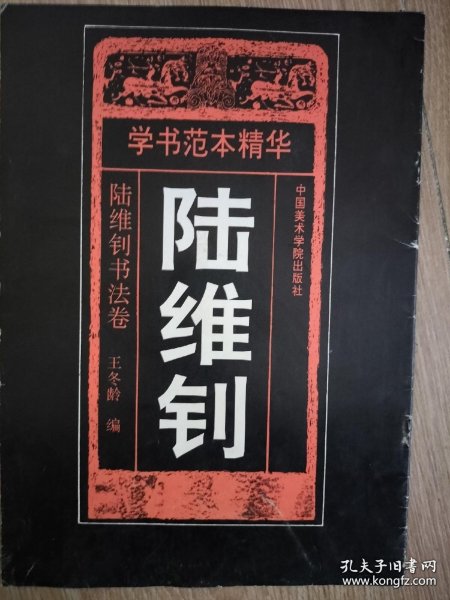 学书范本精华
中国美术学院出版社
陆维钊
陆维钊书法卷
王冬龄 编
孔夫子旧书网
www.kongfz.com